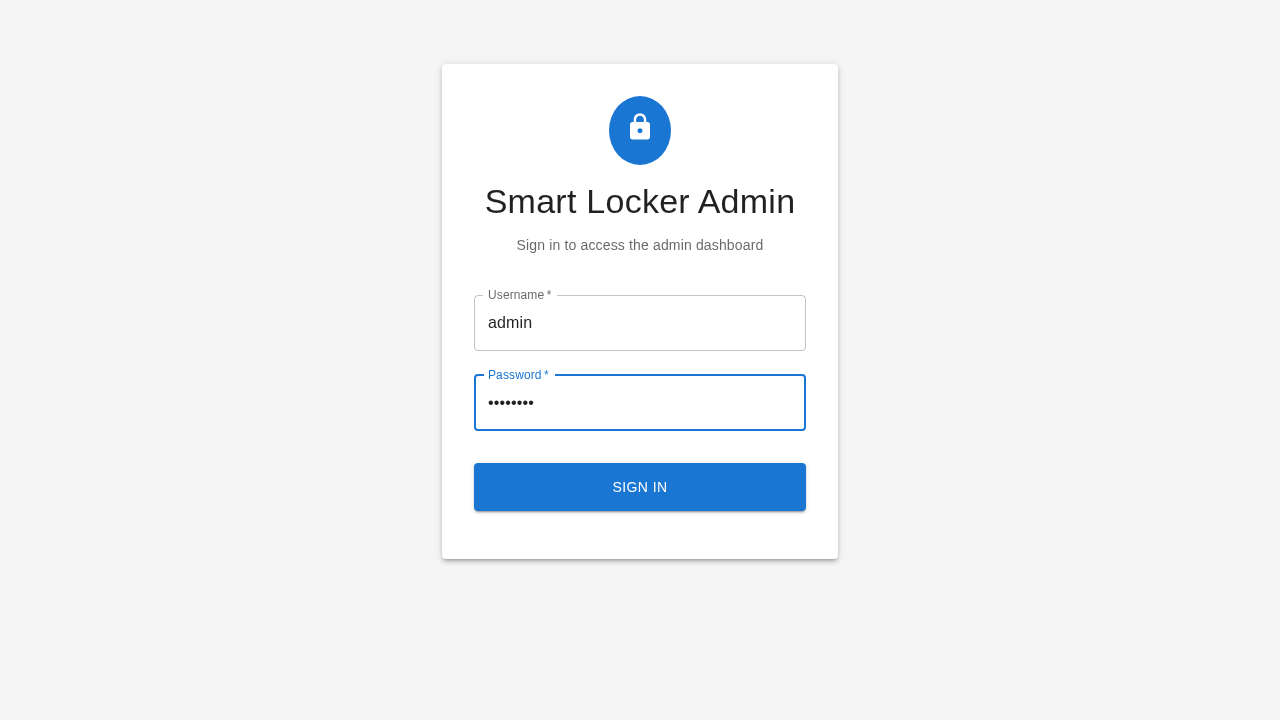 Smart Locker Admin
Sign in to access the admin dashboard
Username *
admin
Password *
••••••••
SIGN IN